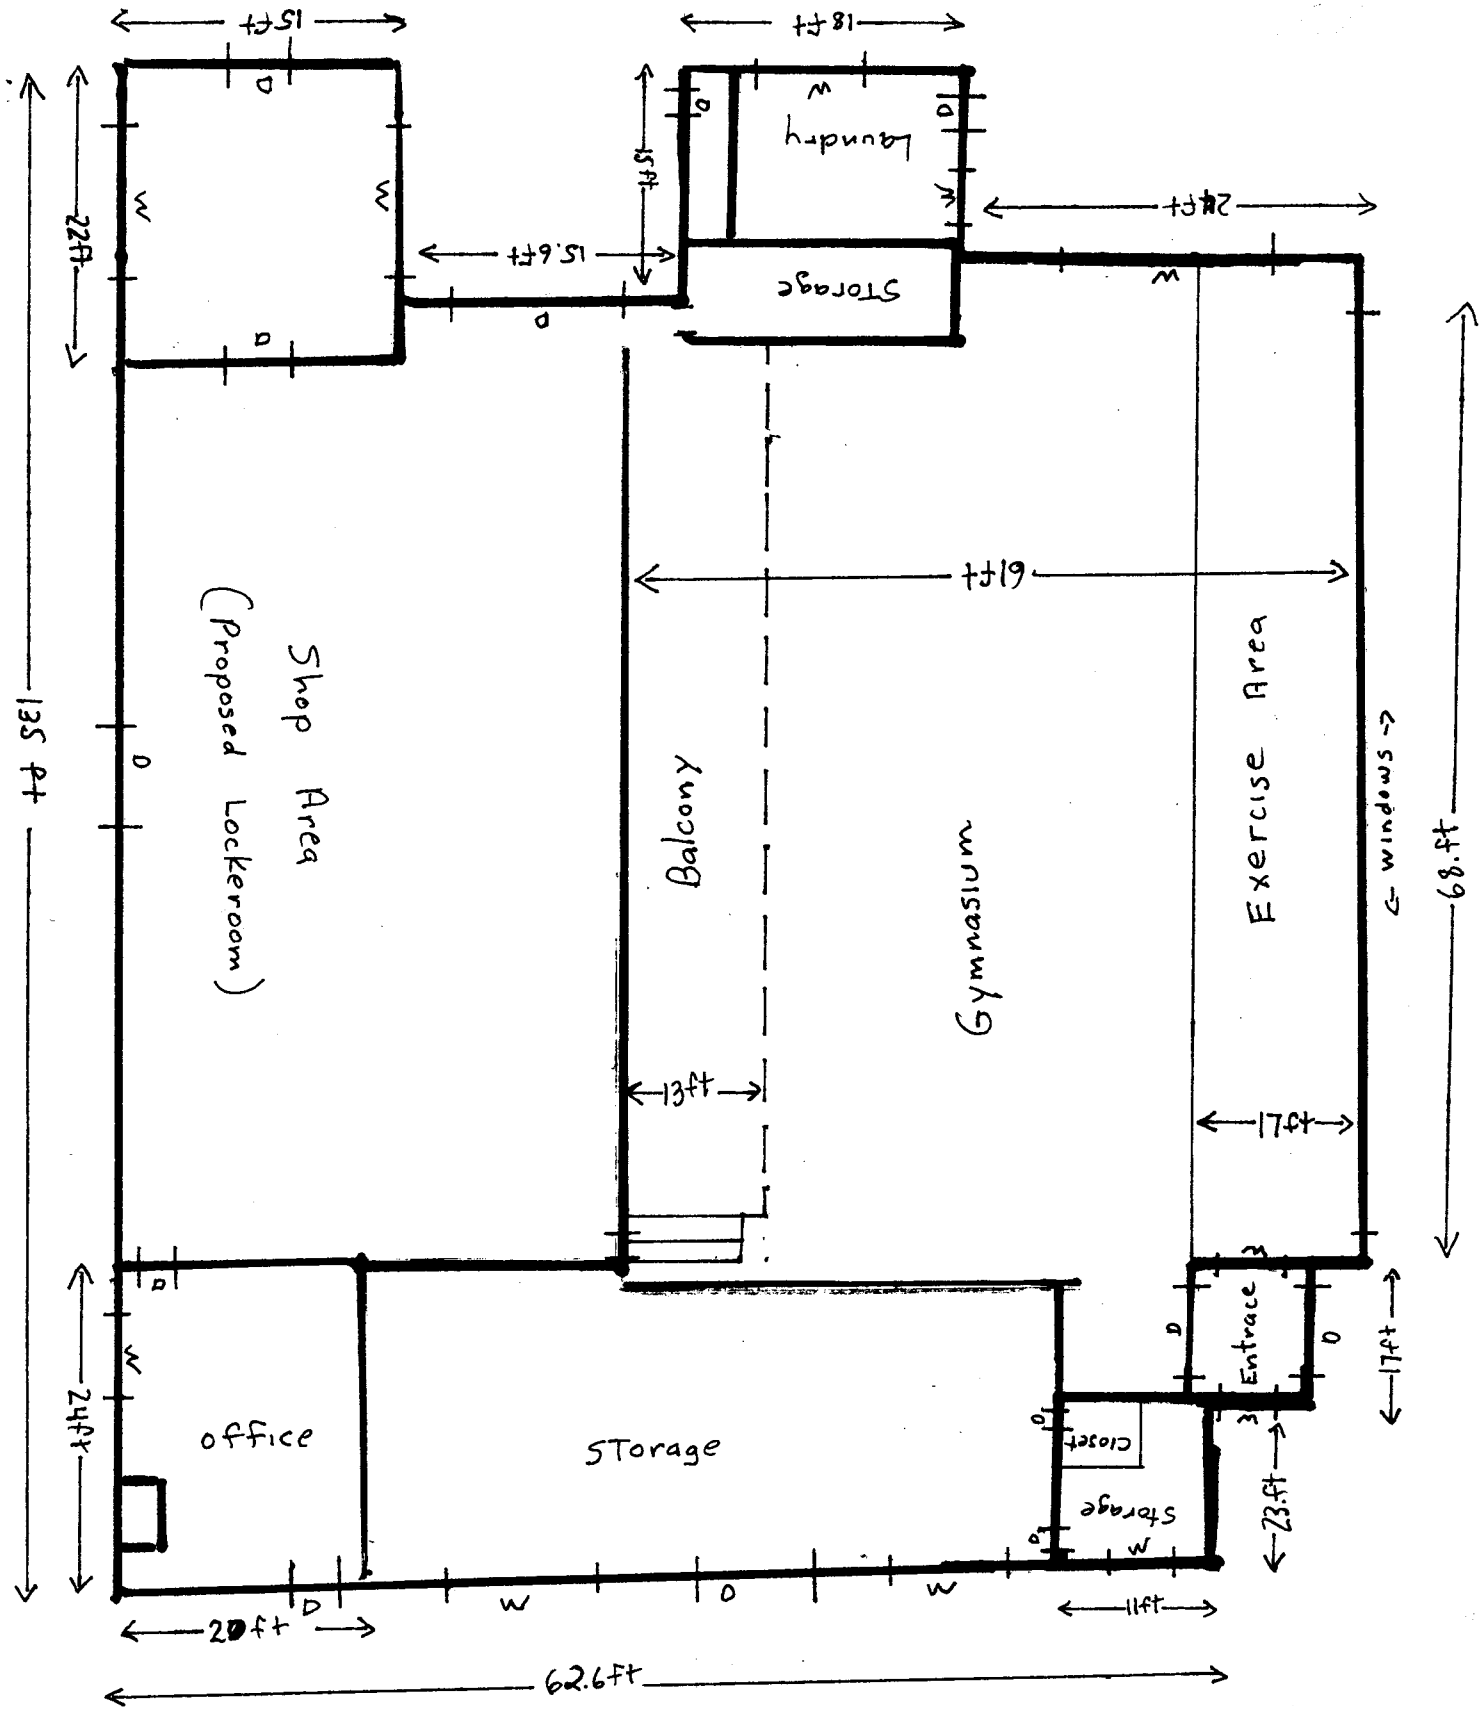 15ft
18ft
D
W
D
D
Laundry
22ft
W
W
15ft
W
24ft
15.6ft
STorage
W
D
D
61ft
Shop Area
(Proposed Lockeroom)
Exercise Area
135 ft
D
Balcony
Gymnasium
<- windows ->
68.ft
13ft
17ft
D
W
W
Entrace
D
D
17ft
24ft
office
STorage
D
Closet
W
23.ft
Storage
D
W
D
W
D
W
20ft
11ft
62.6ft